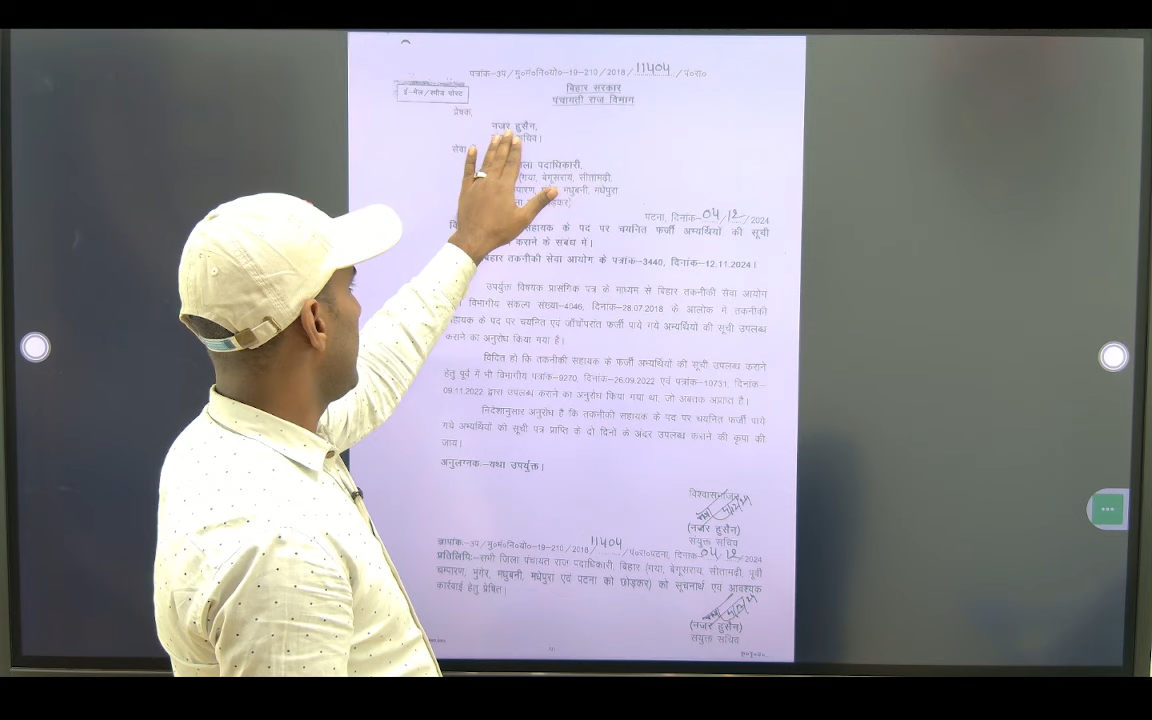 पत्रांक-3प/मु०मं०नि०यो०-19-210/2018/11404/पं०रा०
बिहार सरकार
पंचायती राज विभाग
ई-मेल/स्पीड पोस्ट
प्रेषक,
नजर हुसैन,
सचिव।
सेवा
जिला पदाधिकारी,
(गया, बेगूसराय, सीतामढ़ी,
मधुबनी, मधेपुरा
पटना, दिनांक-04/12/2024
सहायक के पद पर चयनित फर्जी अभ्यर्थियों की सूची
कराने के संबंध में।
बिहार तकनीकी सेवा आयोग के पत्रांक-3440, दिनांक-12.11.2024।
उपर्युक्त विषयक प्रासंगिक पत्र के माध्यम से बिहार तकनीकी सेवा आयोग
विभागीय संकल्प संख्या-4046, दिनांक-28.07.2018 के आलोक में तकनीकी
सहायक के पद पर चयनित एवं जाँचोपरांत फर्जी पाये गये अभ्यर्थियों की सूची उपलब्ध
कराने का अनुरोध किया गया है।
विदित हो कि तकनीकी सहायक के फर्जी अभ्यर्थियों की सूची उपलब्ध कराने
हेतु पूर्व में भी विभागीय पत्रांक-9270, दिनांक-26.09.2022 एवं पत्रांक-10731, दिनांक-
09.11.2022 द्वारा उपलब्ध कराने का अनुरोध किया गया था, जो अबतक अप्राप्त है।
निदेशानुसार अनुरोध है कि तकनीकी सहायक के पद पर चयनित फर्जी पाये
गये अभ्यर्थियों की सूची पत्र प्राप्ति के दो दिनों के अंदर उपलब्ध कराने की कृपा की
जाय।
अनुलग्नकः-यथा उपर्युक्त।
विश्वासभाजन
(नजर हुसैन)
संयुक्त सचिव
ज्ञापांक:-3प/मु०मं०नि०यो०-19-210/2018/11404/पं०रा०पटना, दिनांक-04/12/2024
प्रतिलिपि:-सभी जिला पंचायत राज पदाधिकारी, बिहार (गया, बेगूसराय, सीतामढ़ी, पूर्वी
चम्पारण, मुंगेर, मधुबनी, मधेपुरा एवं पटना को छोड़कर) को सूचनार्थ एवं आवश्यक
कार्रवाई हेतु प्रेषित।
(नजर हुसैन)
संयुक्त सचिव